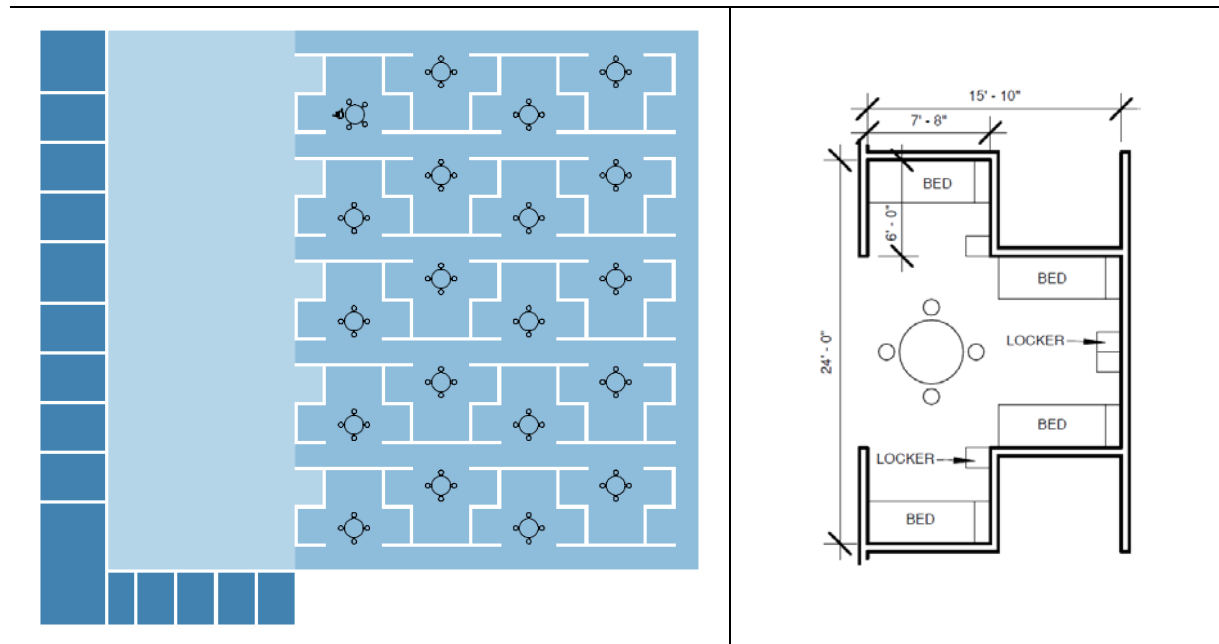 15' - 10"
7' - 8"
BED
6' - 0"
BED
24' - 0"
LOCKER
BED
LOCKER
BED